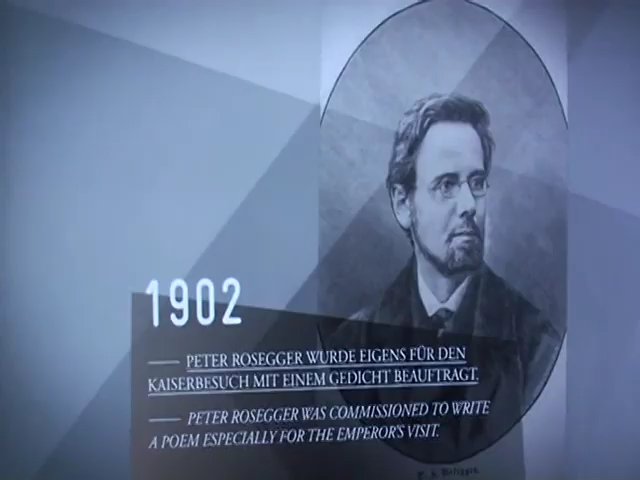 1902
— PETER ROSEGGER WURDE EIGENS FÜR DEN
KAISERBESUCH MIT EINEM GEDICHT BEAUFTRAGT.
— PETER ROSEGGER WAS COMMISSIONED TO WRITE
A POEM ESPECIALLY FOR THE EMPEROR'S VISIT.